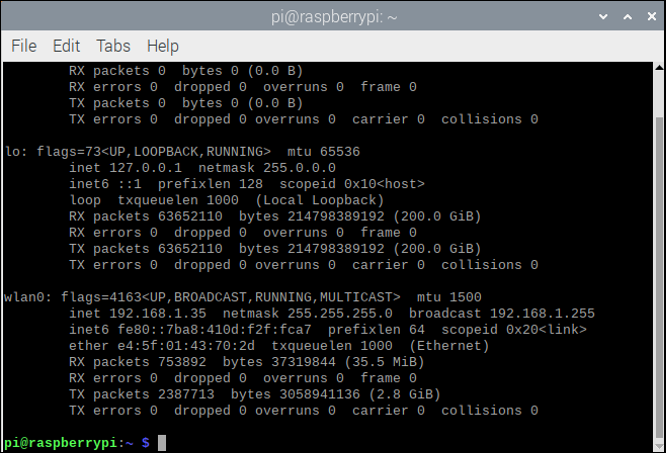 pi@raspberrypi: ~
File Edit Tabs Help
RX packets 0  bytes 0 (0.0 B)
RX errors 0  dropped 0  overruns 0  frame 0
TX packets 0  bytes 0 (0.0 B)
TX errors 0  dropped 0 overruns 0  carrier 0  collisions 0
lo: flags=73<UP,LOOPBACK,RUNNING>  mtu 65536
inet 127.0.0.1  netmask 255.0.0.0
inet6 ::1  prefixlen 128  scopeid 0x10<host>
loop  txqueuelen 1000  (Local Loopback)
RX packets 63652110  bytes 214798389192 (200.0 GiB)
RX errors 0  dropped 0  overruns 0  frame 0
TX packets 63652110  bytes 214798389192 (200.0 GiB)
TX errors 0  dropped 0 overruns 0  carrier 0  collisions 0
wlan0: flags=4163<UP,BROADCAST,RUNNING,MULTICAST>  mtu 1500
inet 192.168.1.35  netmask 255.255.255.0  broadcast 192.168.1.255
inet6 fe80::7ba8:410d:f2f:fca7  prefixlen 64  scopeid 0x20<link>
ether e4:5f:01:43:70:2d  txqueuelen 1000  (Ethernet)
RX packets 753892  bytes 37319844 (35.5 MiB)
RX errors 0  dropped 0  overruns 0  frame 0
TX packets 2387713  bytes 3058941136 (2.8 GiB)
TX errors 0  dropped 0 overruns 0  carrier 0  collisions 0
pi@raspberrypi:~ $